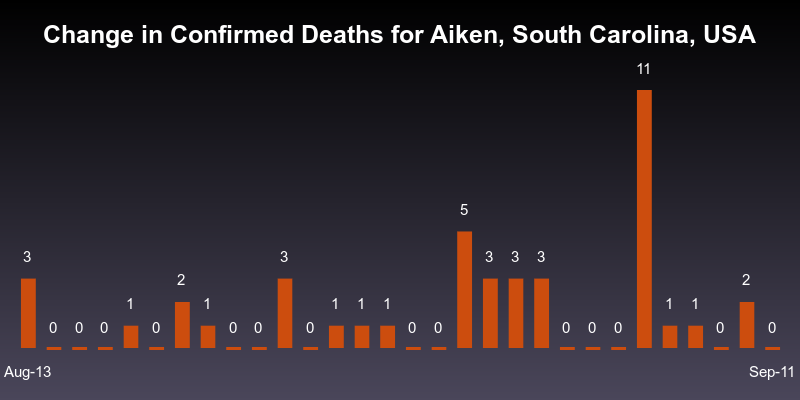 Change in Confirmed Deaths for Aiken, South Carolina, USA
11
5
3 3 3 3 3
2 2
1 1 1 1 1 1 1
0 0 0 0 0 0 0 0 0 0 0 0 0 0
Aug-13 Sep-11